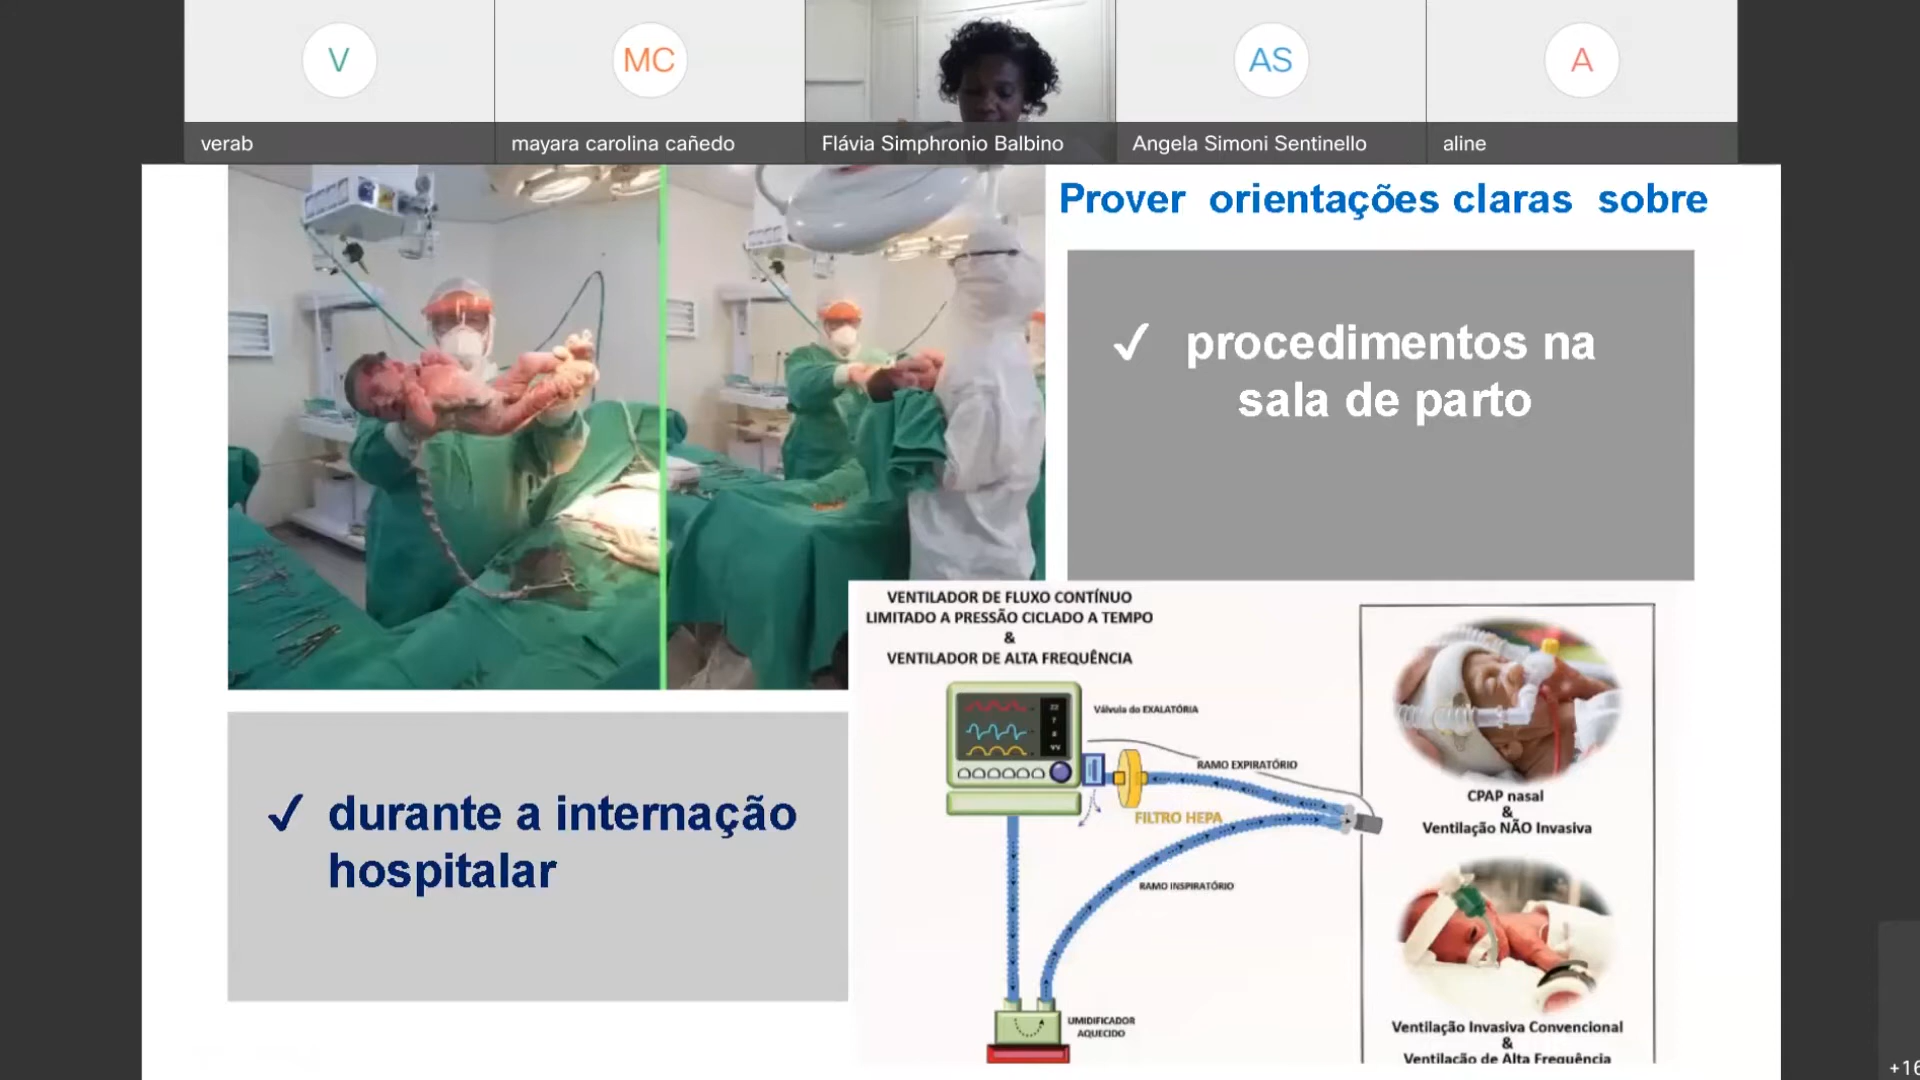 V
MC
AS
A
verab
mayara carolina cañedo
Flávia Simphronio Balbino
Angela Simoni Sentinello
aline
Prover orientações claras sobre
✓ procedimentos na
sala de parto
✓ durante a internação
hospitalar
VENTILADOR DE FLUXO CONTÍNUO
LIMITADO A PRESSÃO CICLADO A TEMPO
&
VENTILADOR DE ALTA FREQUÊNCIA
Válvula do EXALATÓRIA
RAMO EXPIRATÓRIO
FILTRO HEPA
RAMO INSPIRATÓRIO
UMIDIFICADOR
AQUECIDO
CPAP nasal
&
Ventilação NÃO Invasiva
Ventilação Invasiva Convencional
&
Ventilação de Alta Frequência
+16